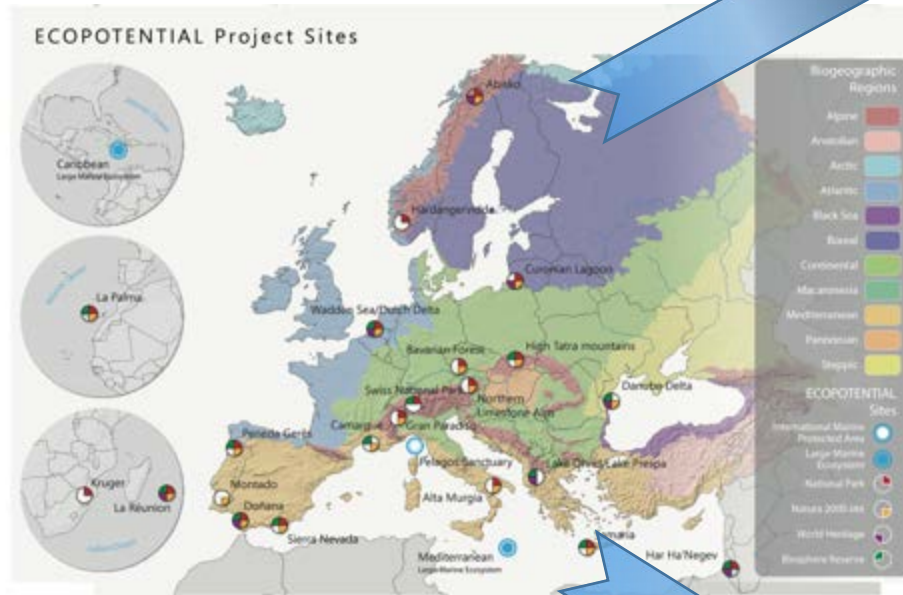 ECOPOTENTIAL Project Sites
Caribbean
Large Marine Ecosystem
La Palma
Kruger
La Réunion
Abisko
Hardangervidda
Curonian Lagoon
Wadden Sea/Dutch Delta
Bavarian Forest
High Tatra mountains
Swiss National Park
Northern
Limestone Alps
Danube Delta
Camargue
Gran Paradiso
Peneda Gerês
Pelagos Sanctuary
Lake Ohrid/Lake Prespa
Montado
Alta Murgia
Doñana
Sierra Nevada
Mediterranean
Large Marine Ecosystem
Har Ha'Negev
Biogeographic
Regions
Alpine
Anatolian
Arctic
Atlantic
Black Sea
Boreal
Continental
Macaronesia
Mediterranean
Pannonian
Steppic
ECOPOTENTIAL
Sites
International Marine
Protected Area
Large Marine
Ecosystem
National Park
Natura 2000 site
World Heritage
Biosphere Reserve